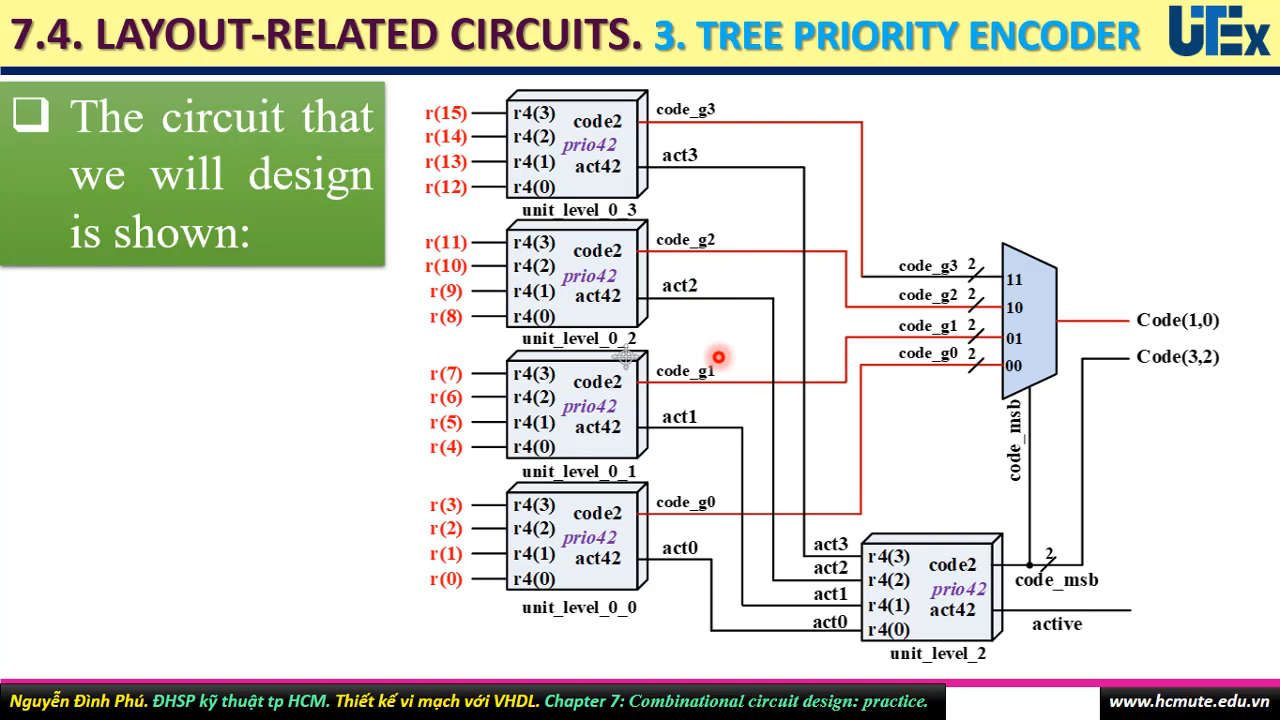 7.4. LAYOUT-RELATED CIRCUITS. 3. TREE PRIORITY ENCODER
UTEx
The circuit that
we will design
is shown:
r(15) r4(3) code2 code_g3
r(14) r4(2) prio42
r(13) r4(1) act42 act3
r(12) r4(0)
unit_level_0_3
r(11) r4(3) code2 code_g2
r(10) r4(2) prio42
r(9) r4(1) act42 act2
r(8) r4(0)
unit_level_0_2
r(7) r4(3) code2 code_g1
r(6) r4(2) prio42
r(5) r4(1) act42 act1
r(4) r4(0)
unit_level_0_1
r(3) r4(3) code2 code_g0
r(2) r4(2) prio42
r(1) r4(1) act42 act0
r(0) r4(0)
unit_level_0_0
code_g3 2 11
code_g2 2 10
code_g1 2 01
code_g0 2 00
Code(1,0)
Code(3,2)
code_msb
act3 r4(3) code2 2
act2 r4(2) prio42 code_msb
act1 r4(1) act42
act0 r4(0) active
unit_level_2
Nguyễn Đình Phú. ĐHSP kỹ thuật tp HCM. Thiết kế vi mạch với VHDL. Chapter 7: Combinational circuit design: practice.
www.hcmute.edu.vn